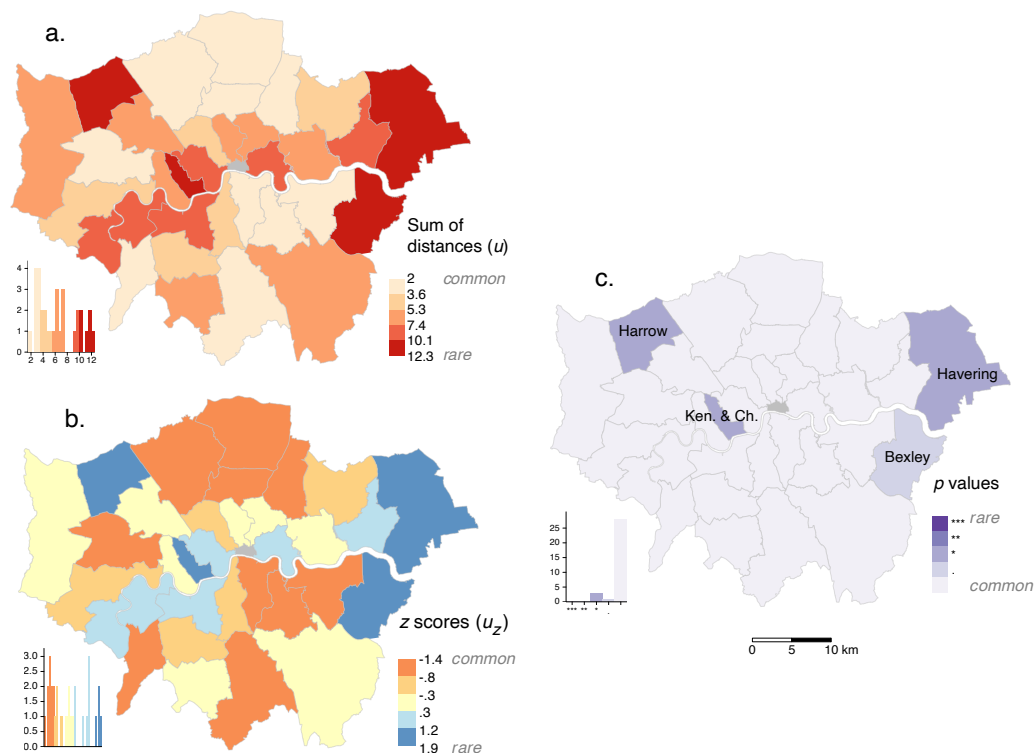 a.
Sum of
distances (u)
2
common
3.6
5.3
7.4
10.1
12.3
rare
4
3
2
1
0
2 4 6 8 10 12
b.
z scores (uz)
-1.4
common
-.8
-.3
.3
1.2
1.9
rare
3.0
2.5
2.0
1.5
1.0
0.5
0.0
c.
Harrow
Havering
Ken. & Ch.
Bexley
p values
*** rare
**
*
.
common
25
20
15
10
5
0
*** ** * .
0 5 10 km